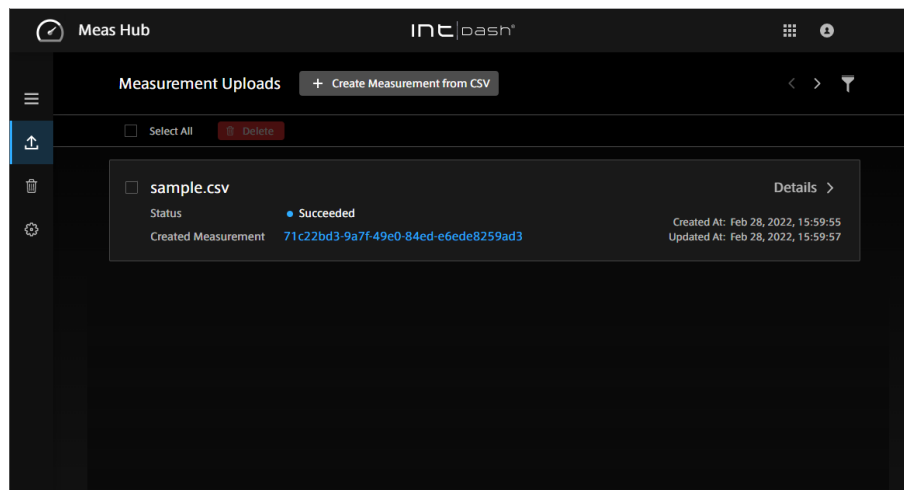 Meas Hub
INT|DASH®
Measurement Uploads
+ Create Measurement from CSV
Select All
Delete
sample.csv
Details >
Status
Succeeded
Created At: Feb 28, 2022, 15:59:55
Created Measurement
71c22bd3-9a7f-49e0-84ed-e6ede8259ad3
Updated At: Feb 28, 2022, 15:59:57